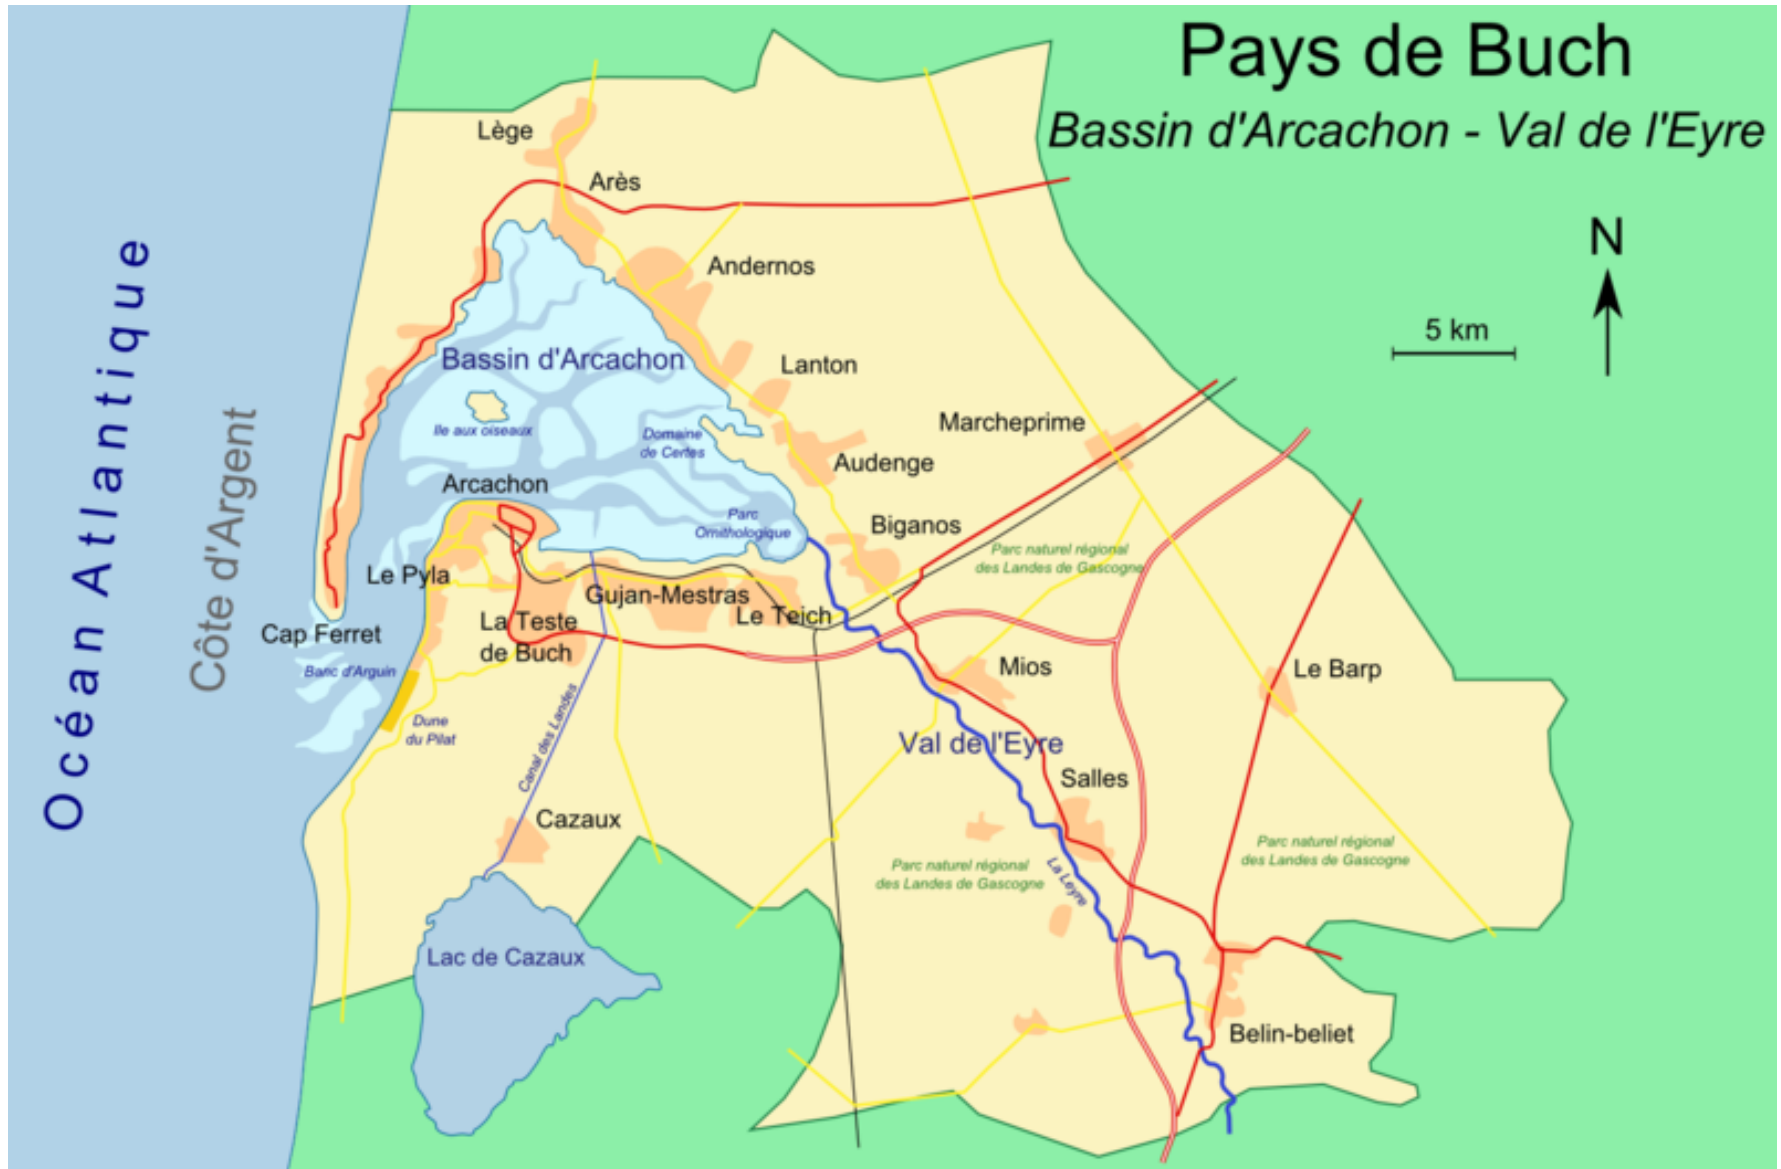 Pays de Buch
Bassin d'Arcachon - Val de l'Eyre
N
5 km
Océan Atlantique
Côte d'Argent
Lège
Arès
Andernos
Bassin d'Arcachon
Lanton
Ile aux oiseaux
Domaine
de Certes
Marcheprime
Audenge
Arcachon
Parc
Ornithologique
Biganos
Parc naturel régional
des Landes de Gascogne
Le Pyla
Gujan-Mestras
Le Teich
La Teste
de Buch
Cap Ferret
Banc d'Arguin
Mios
Le Barp
Dune
du Pilat
Canal des Landes
Val de l'Eyre
Salles
Cazaux
Parc naturel régional
des Landes de Gascogne
Parc naturel régional
des Landes de Gascogne
La Leyre
Lac de Cazaux
Belin-beliet